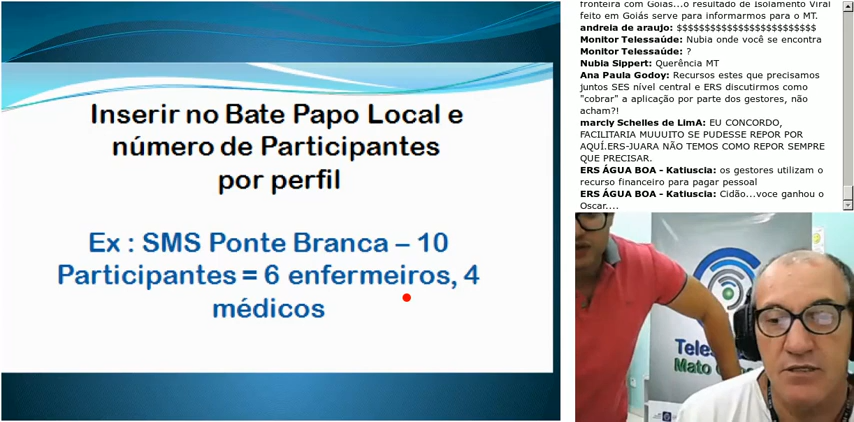 Inserir no Bate Papo Local e
número de Participantes
por perfil
Ex : SMS Ponte Branca – 10
Participantes = 6 enfermeiros, 4
médicos
fronteira com Goiás...o resultado de Isolamento Viral
feito em Goiás serve para informarmos para o MT.
andreia de araujo: $$$$$$$$$$$$$$$$$$$$$$$$$
Monitor Telessaúde: Nubia onde você se encontra
Monitor Telessaúde: ?
Nubia Sippert: Querência MT
Ana Paula Godoy: Recursos estes que precisamos
juntos SES nível central e ERS discutirmos como
"cobrar" a aplicação por parte dos gestores, não
acham?!
marcly Schelles de LimA: EU CONCORDO,
FACILITARIA MUUUITO SE PUDESSE REPOR POR
AQUÍ.ERS-JUARA NÃO TEMOS COMO REPOR SEMPRE
QUE PRECISAR.
ERS ÁGUA BOA - Katiuscia: os gestores utilizam o
recurso financeiro para pagar pessoal
ERS ÁGUA BOA - Katiuscia: Cidão...voce ganhou o
Oscar....
Teles
Mato